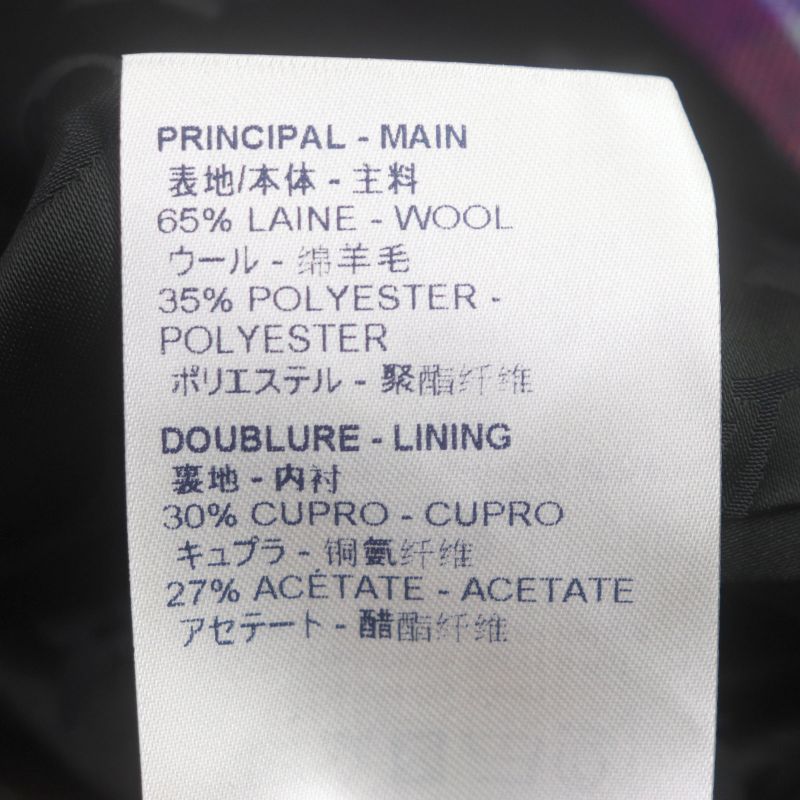 PRINCIPAL - MAIN
表地/本体 - 主料
65% LAINE - WOOL
ウール - 绵羊毛
35% POLYESTER -
POLYESTER
ポリエステル - 聚酯纤维
DOUBLURE - LINING
裏地 - 内衬
30% CUPRO - CUPRO
キュプラ - 铜氨纤维
27% ACÉTATE - ACETATE
アセテート - 醋酯纤维